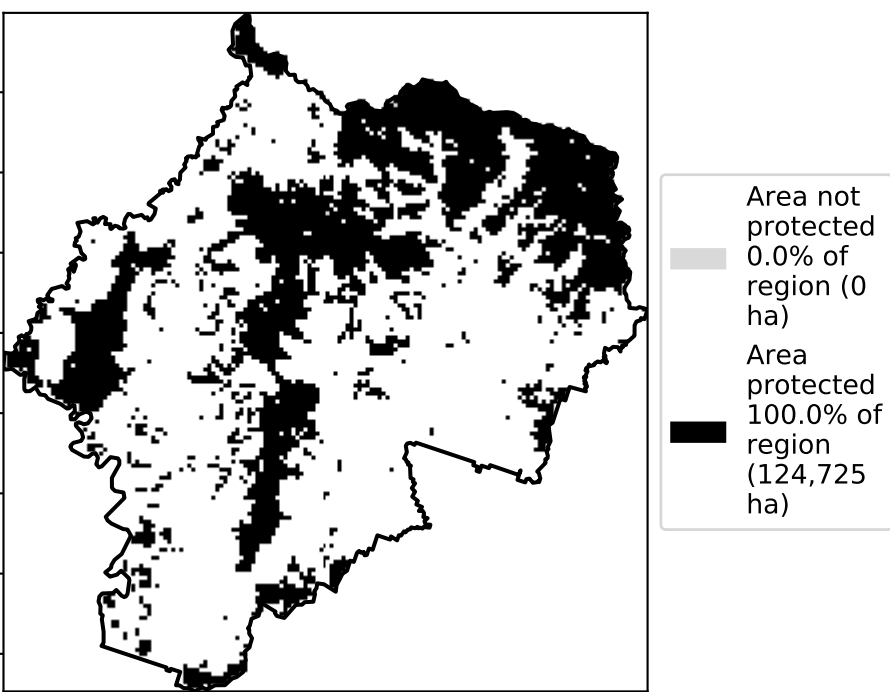 Area not
protected
0.0% of
region (0
ha)
Area
protected
100.0% of
region
(124,725
ha)